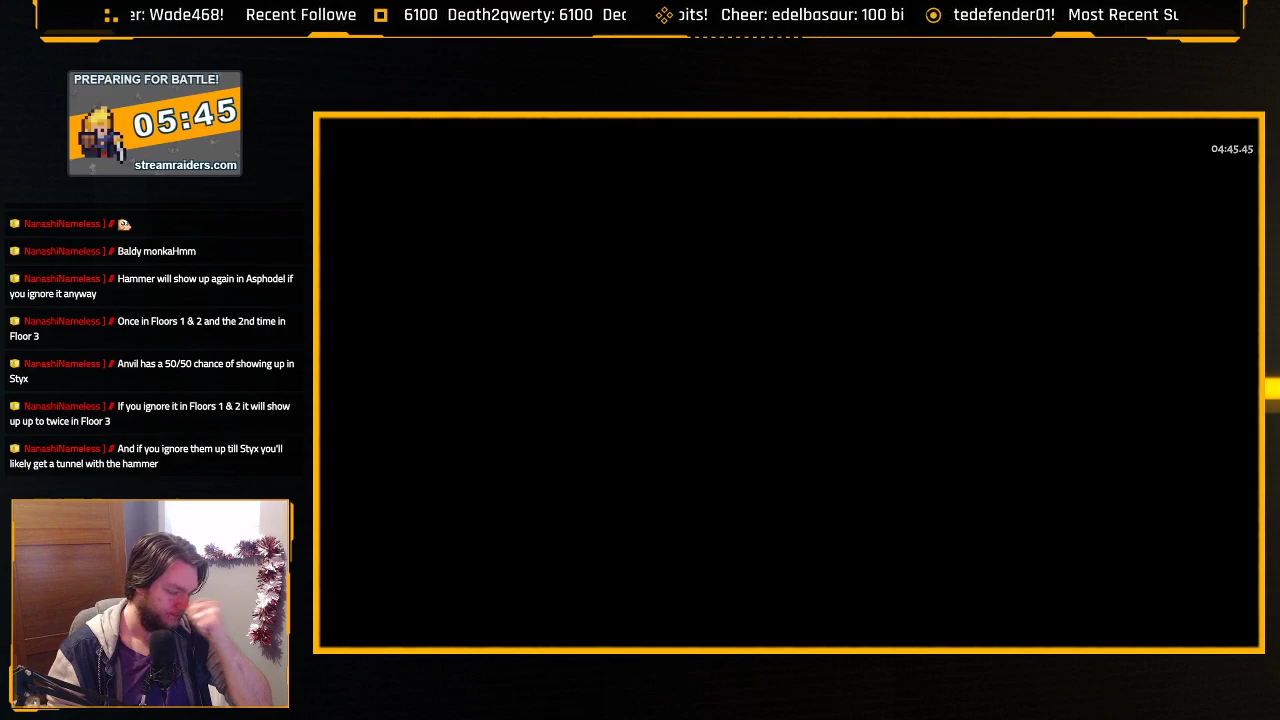 er: Wade468! Recent Followe 6100 Death2qwerty: 6100 bits! Cheer: edelbasaur: 100 bi tedefender01! Most Recent
PREPARING FOR BATTLE!
05:45
streamraiders.com
04:45.45
NanashiNameless ] //
NanashiNameless ] // Baldy monkaHmm
NanashiNameless ] // Hammer will show up again in Asphodel if
you ignore it anyway
NanashiNameless ] // Once in Floors 1 & 2 and the 2nd time in
Floor 3
NanashiNameless ] // Anvil has a 50/50 chance of showing up in
Styx
NanashiNameless ] // If you ignore it in Floors 1 & 2 it will show
up up to twice in Floor 3
NanashiNameless ] // And if you ignore them up till Styx you'll
likely get a tunnel with the hammer